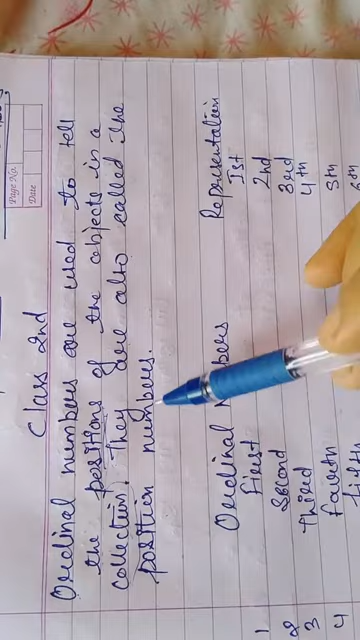 Page No.
Date
Class 2nd
Ordinal numbers are used to tell
the positions of the objects in a
collection. They are also called the
position numbers.
Ordinal numbers Representation
1 First 1st
2 Second 2nd
3 Third 3rd
4 fourth 4th
fifth 5th